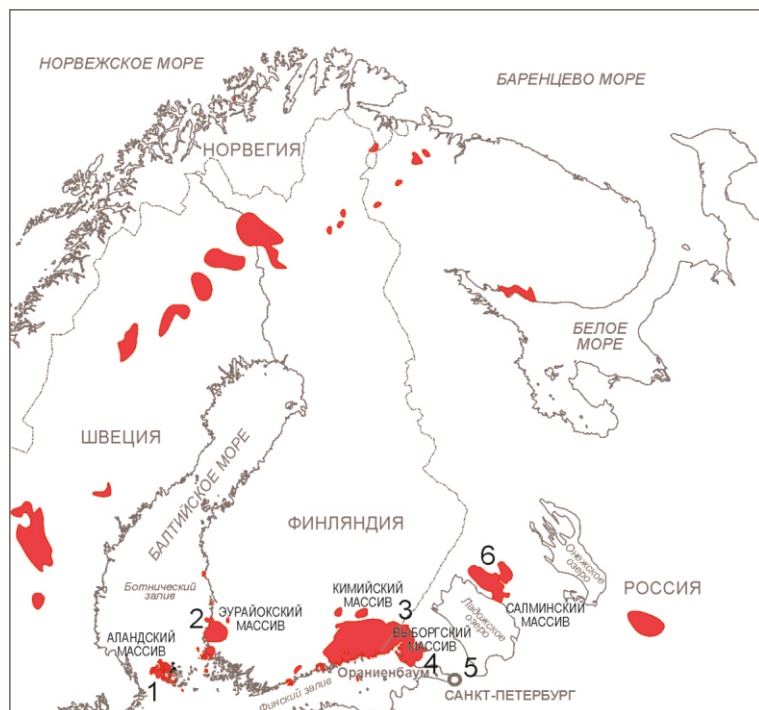 НОРВЕЖСКОЕ МОРЕ
БАРЕНЦЕВО МОРЕ
НОРВЕГИЯ
БЕЛОЕ
МОРЕ
ШВЕЦИЯ
БАЛТИЙСКОЕ МОРЕ
ФИНЛЯНДИЯ
Онежское
озеро
6
РОССИЯ
Ботнический
залив
2
ЭУРАЙОКСКИЙ
МАССИВ
КИМИЙСКИЙ
МАССИВ
3
Ладожское
озеро
САЛМИНСКИЙ
МАССИВ
АЛАНДСКИЙ
МАССИВ
ВЫБОРГСКИЙ
МАССИВ
1
4
5
Ораниенбаум
Финский залив
САНКТ-ПЕТЕРБУРГ